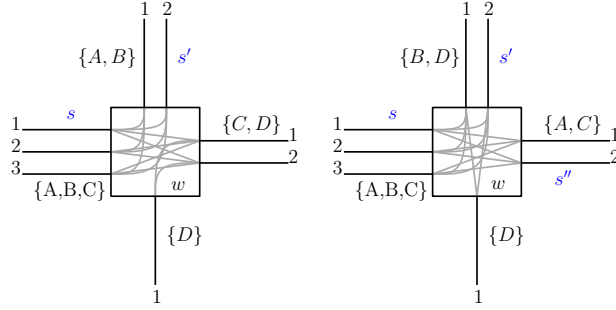 1 2
{A, B} s′
s
1
2
3
{C, D}
1
2
{A,B,C}
w
{D}
1
1 2
{B, D} s′
s
1
2
3
{A, C}
1
2
s′′
{A,B,C}
w
{D}
1